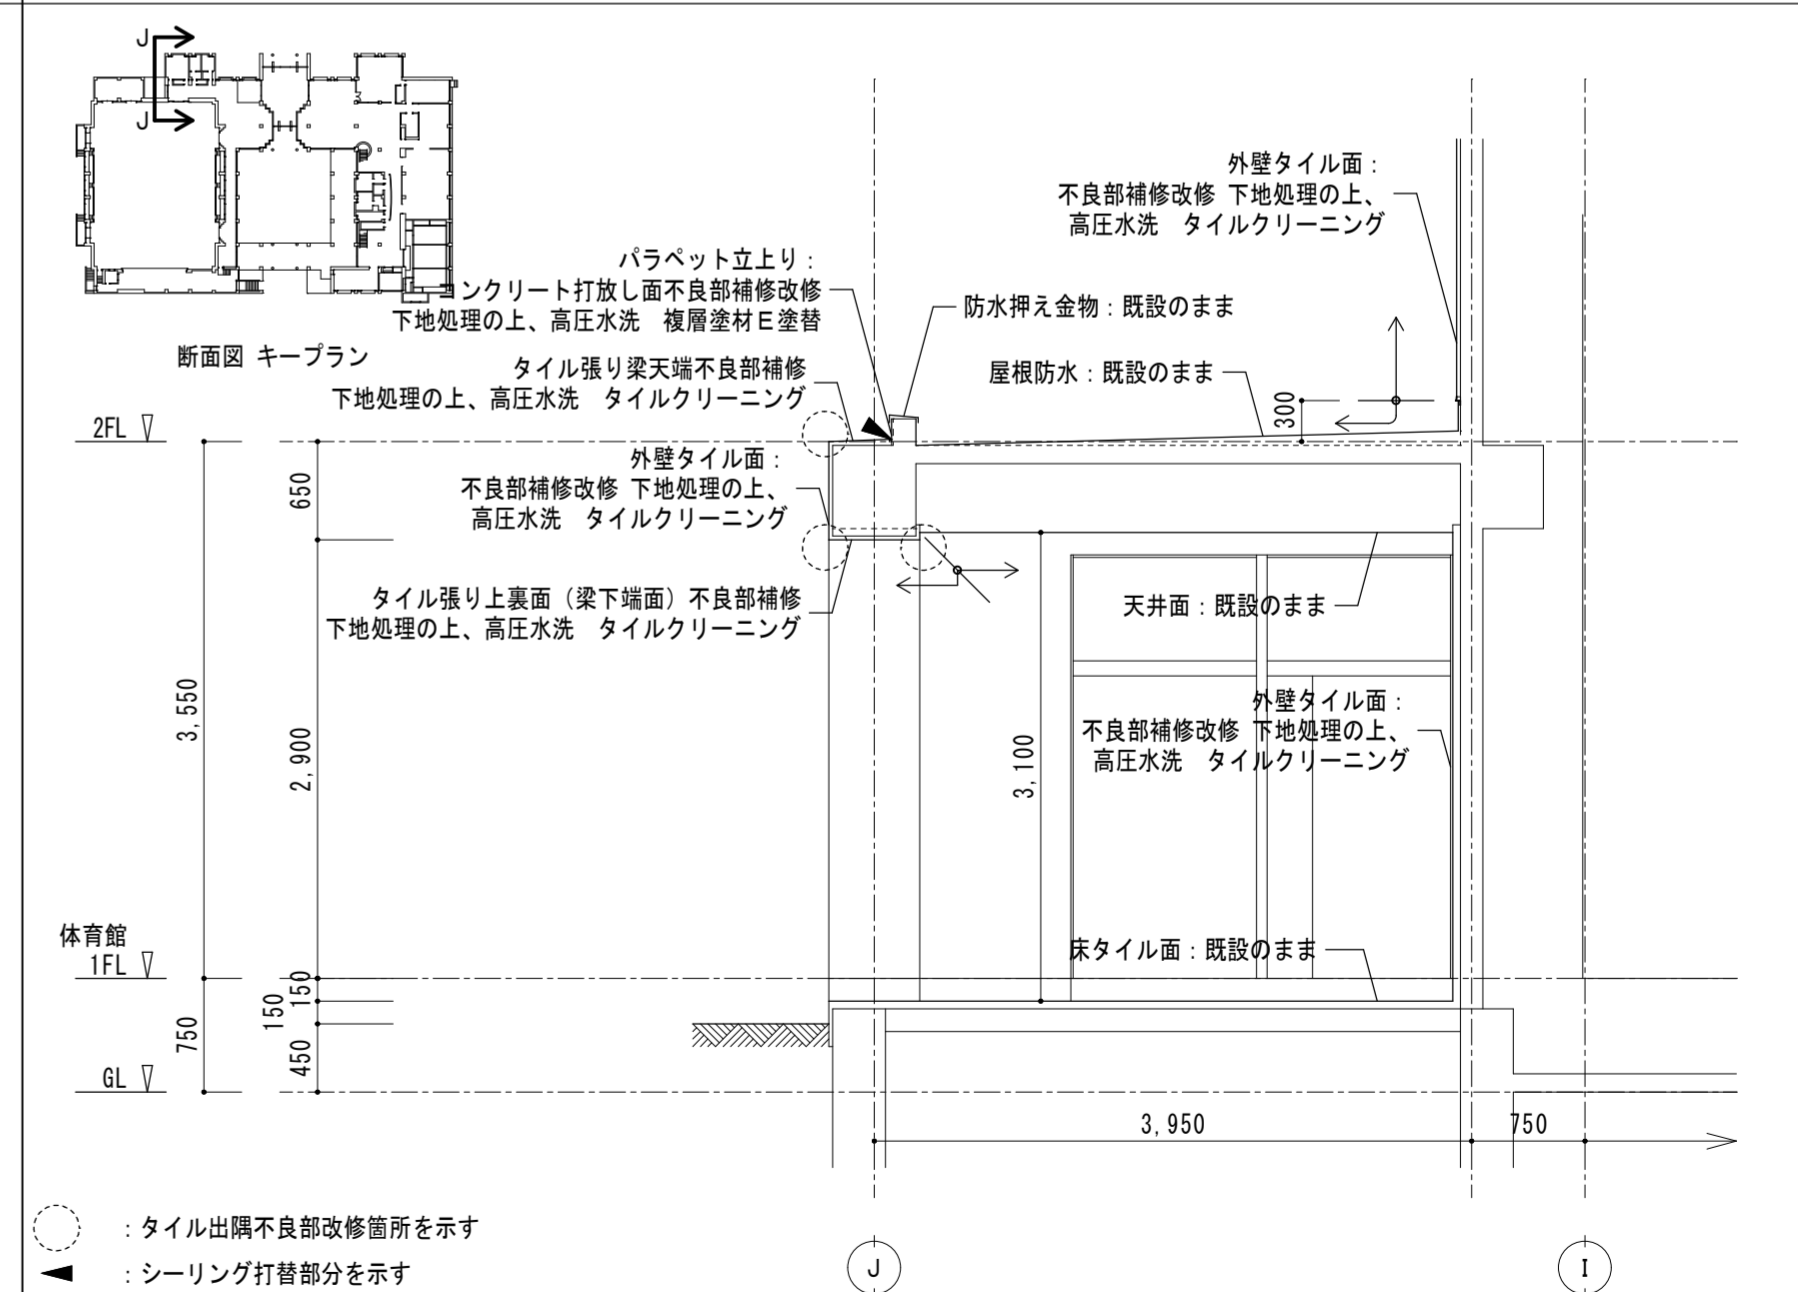 J
J
断面図 キープラン
外壁タイル面：
不良部補修改修 下地処理の上、
高圧水洗　タイルクリーニング
パラペット立上り：
コンクリート打放し面不良部補修改修
下地処理の上、高圧水洗　複層塗材Ｅ塗替
防水押え金物：既設のまま
タイル張り梁天端不良部補修
下地処理の上、高圧水洗　タイルクリーニング
屋根防水：既設のまま
300
2FL
外壁タイル面：
不良部補修改修 下地処理の上、
高圧水洗　タイルクリーニング
650
タイル張り上裏面（梁下端面）不良部補修
下地処理の上、高圧水洗　タイルクリーニング
天井面：既設のまま
3,550
2,900
3,100
外壁タイル面：
不良部補修改修 下地処理の上、
高圧水洗　タイルクリーニング
体育館
1FL
床タイル面：既設のまま
150
150
750
450
GL
3,950
750
：タイル出隅不良部改修箇所を示す
：シーリング打替部分を示す
J
I